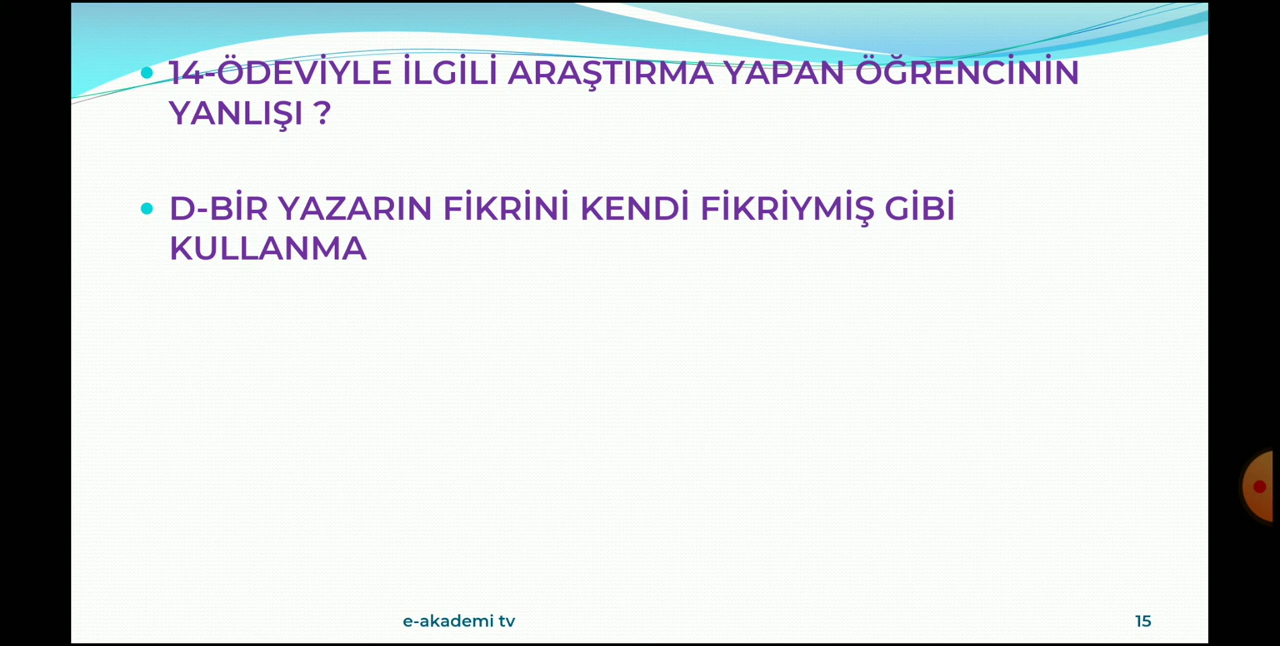 14-ÖDEVİYLE İLGİLİ ARAŞTIRMA YAPAN ÖĞRENCİNİN
YANLIŞI ?
D-BİR YAZARIN FİKRİNİ KENDİ FİKRİYMİŞ GİBİ
KULLANMA
e-akademi tv
15